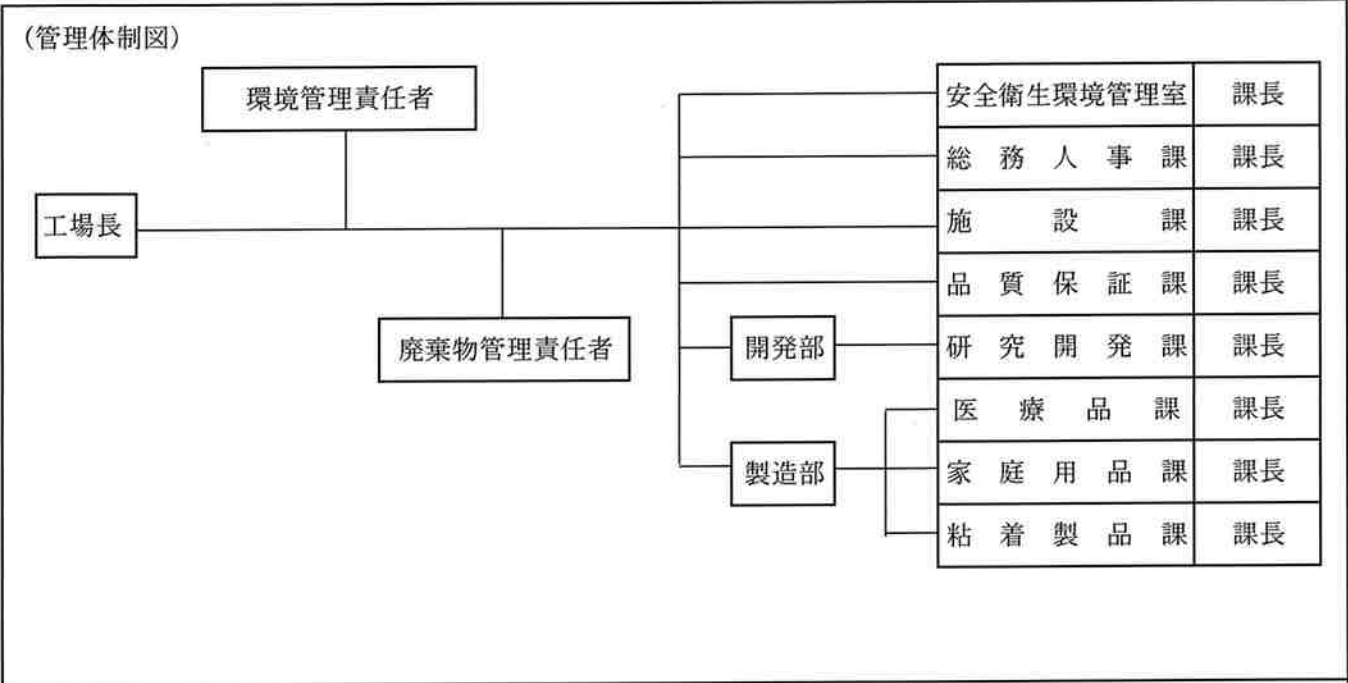 (管理体制図)
環境管理責任者
工場長
廃棄物管理責任者
開発部
製造部
安全衛生環境管理室 課長
総務人事課 課長
施設課 課長
品質保証課 課長
研究開発課 課長
医療品課 課長
家庭用品課 課長
粘着製品課 課長